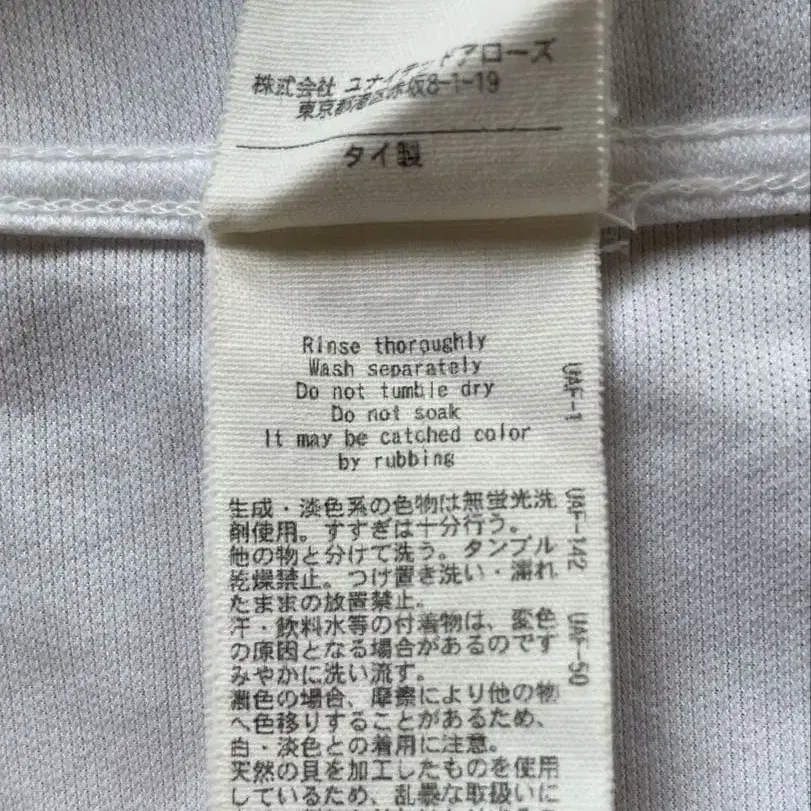 株式会社 ユナイテッドアローズ
東京都港区赤坂8-1-19
タイ製
Rinse thoroughly
Wash separately
Do not tumble dry
Do not soak
It may be catched color
by rubbing
UAF-1
UAF-142
UAF-50
生成・淡色系の色物は無蛍光洗
剤使用。すすぎは十分行う。
他の物と分けて洗う。タンブル
乾燥禁止。つけ置き洗い・濡れ
たままの放置禁止。
汗・飲料水等の付着物は、変色
の原因となる場合があるのです
みやかに洗い流す。
濃色の場合、摩擦により他の物
へ色移りすることがあるため、
白・淡色との着用に注意。
天然の貝を加工したものを使用
しているため、乱暴な取扱いに